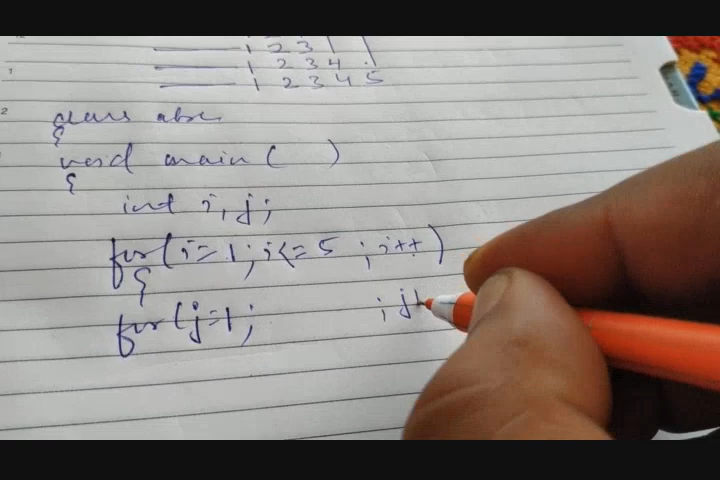 1 2 3
1 2 3 4
1 2 3 4 5
class abc
{
void main ( )
{
int i, j;
for (i=1; i<=5 ; i++)
{
for (j=1; ; j+